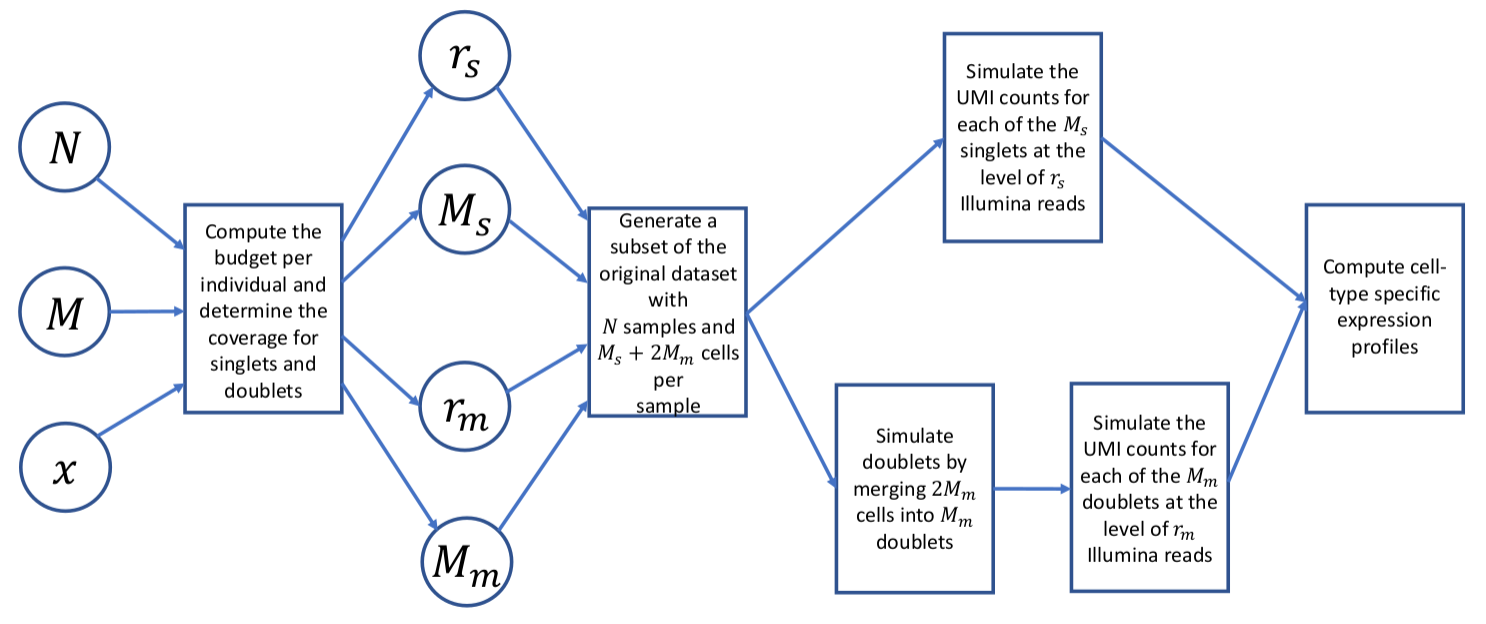 N
M
x
Compute the
budget per
individual and
determine the
coverage for
singlets and
doublets
r_s
M_s
r_m
M_m
Generate a
subset of the
original dataset
with
N samples and
M_s + 2M_m cells
per
sample
Simulate the
UMI counts for
each of the M_s
singlets at the
level of r_s
Illumina reads
Simulate
doublets by
merging 2M_m
cells into M_m
doublets
Simulate the
UMI counts for
each of the M_m
doublets at the
level of r_m
Illumina reads
Compute cell-
type specific
expression
profiles